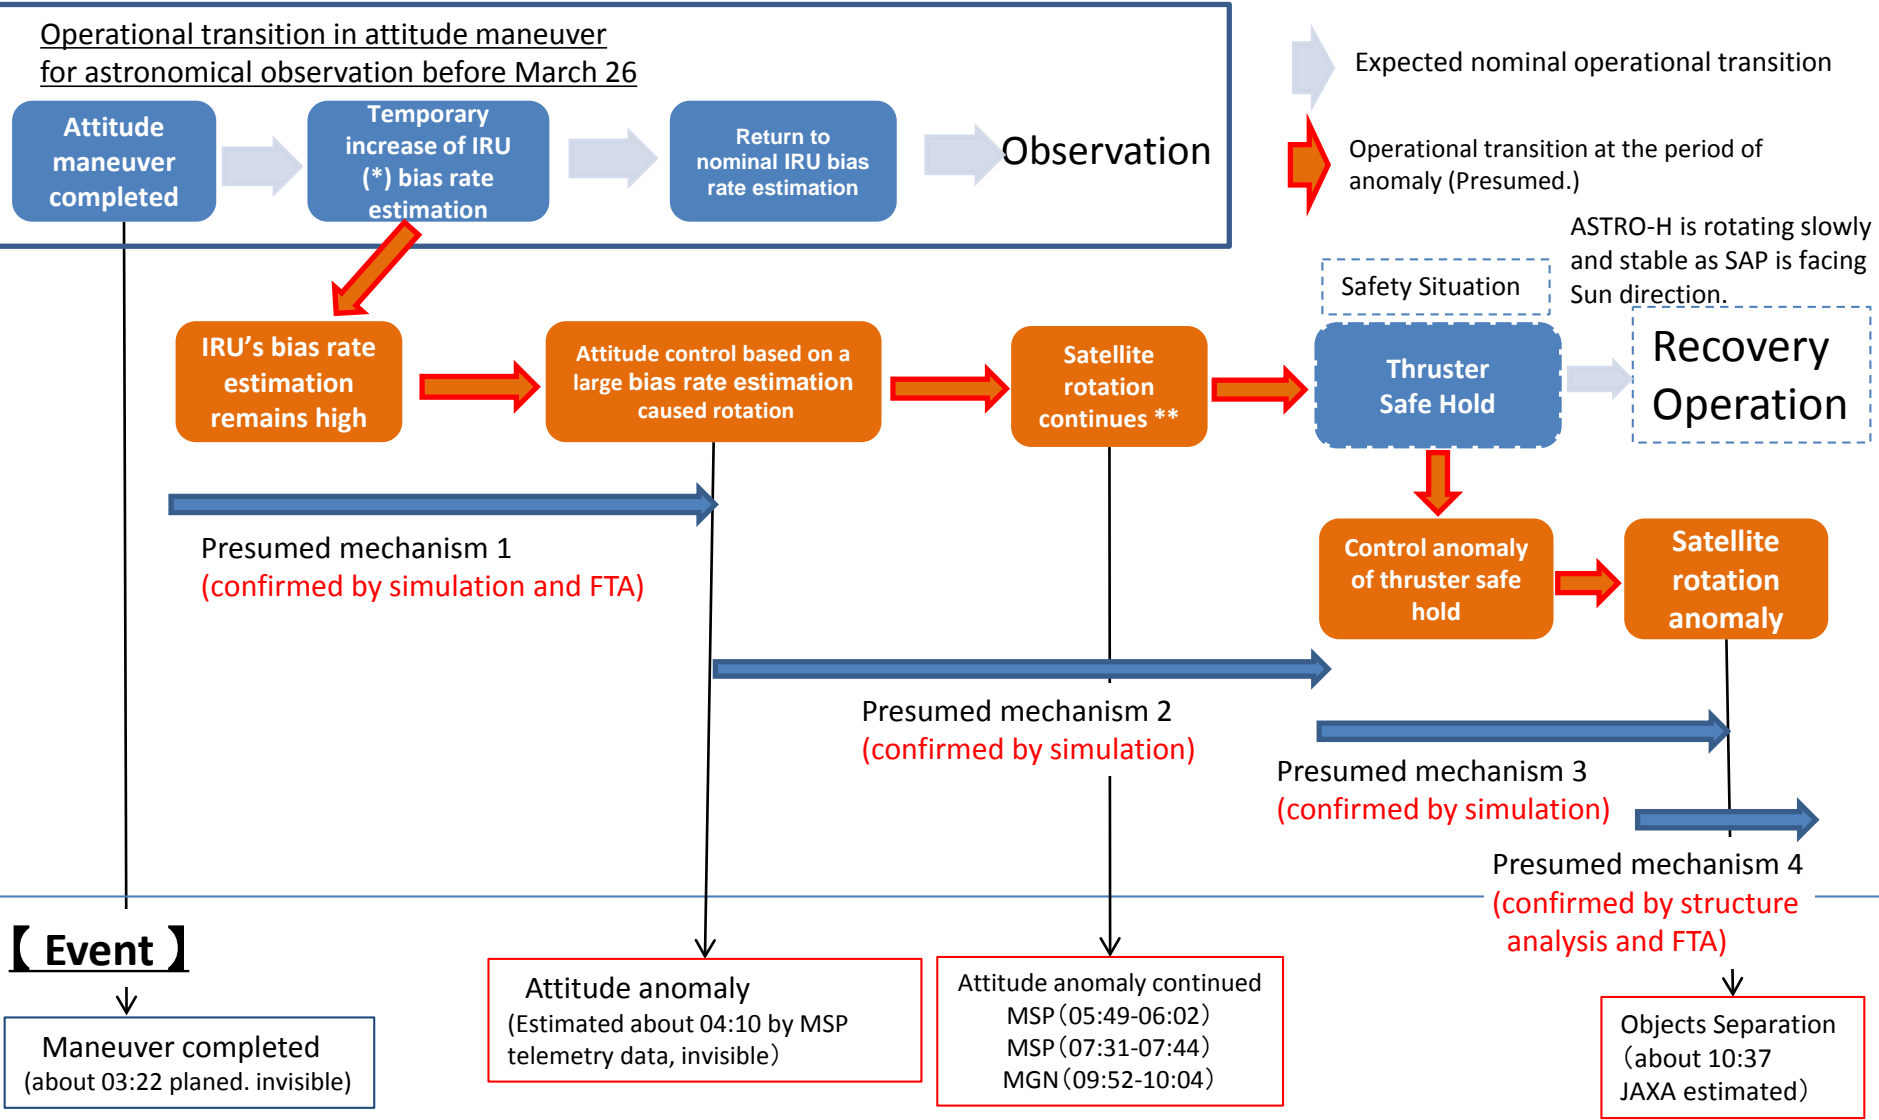 Operational transition in attitude maneuver
for astronomical observation before March 26
Attitude
maneuver
completed
Temporary
increase of IRU
(*) bias rate
estimation
Return to
nominal IRU bias
rate estimation
Observation
Expected nominal operational transition
Operational transition at the period of
anomaly (Presumed.)
ASTRO-H is rotating slowly
and stable as SAP is facing
Sun direction.
Safety Situation
IRU’s bias rate
estimation
remains high
Attitude control based on a
large bias rate estimation
caused rotation
Satellite
rotation
continues **
Thruster
Safe Hold
Recovery
Operation
Presumed mechanism 1
(confirmed by simulation and FTA)
Control anomaly
of thruster safe
hold
Satellite
rotation
anomaly
Presumed mechanism 2
(confirmed by simulation)
Presumed mechanism 3
(confirmed by simulation)
Presumed mechanism 4
(confirmed by structure
analysis and FTA)
【 Event 】
Maneuver completed
(about 03:22 planed. invisible)
Attitude anomaly
(Estimated about 04:10 by MSP
telemetry data, invisible）
Attitude anomaly continued
MSP（05:49-06:02）
MSP（07:31-07:44）
MGN（09:52-10:04）
Objects Separation
（about 10:37
JAXA estimated）